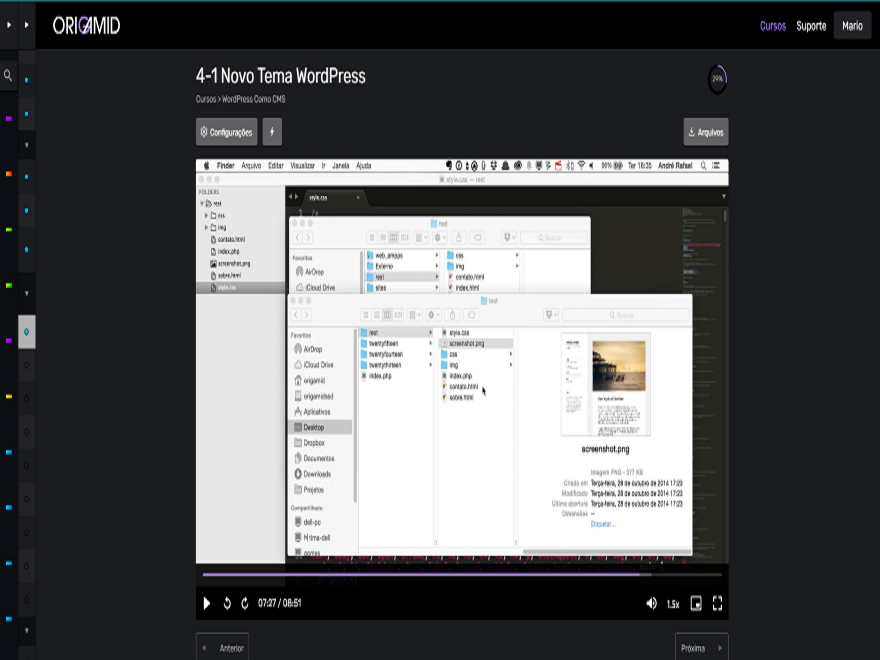 ORIGAMID
Cursos Suporte Mario
4-1 Novo Tema WordPress
Cursos > WordPress Como CMS
29%
Configurações
Arquivos
Finder Arquivo Editar Visualizar Ir Janela Ajuda
96% Ter 18:35 André Rafael
style.css — rest
FOLDERS
rest
css
img
contato.html
index.php
screenshot.png
sobre.html
style.css
style.css
1 /*
rest
Buscar
Favoritos
AirDrop
iCloud Drive
web_ampps
Externo
rest
sites
css
img
contato.html
index.html
rest
Buscar
Favoritos
AirDrop
iCloud Drive
origamid
origamidssd
Aplicativos
Desktop
Dropbox
Documentos
Downloads
Projetos
Compartilhado
dell-pc
tima-dell
gomes
rest
twentyfifteen
twentyfourteen
twentythirteen
index.php
style.css
screenshot.png
css
img
index.php
contato.html
sobre.html
screenshot.png
Imagem PNG - 377 KB
Criado em Terça-feira, 28 de outubro de 2014 17:23
Modificado Terça-feira, 28 de outubro de 2014 17:23
Última abertura Terça-feira, 28 de outubro de 2014 17:23
Dimensões --
Etiquetar...
07:27 / 08:51
1.5x
Anterior
Próxima